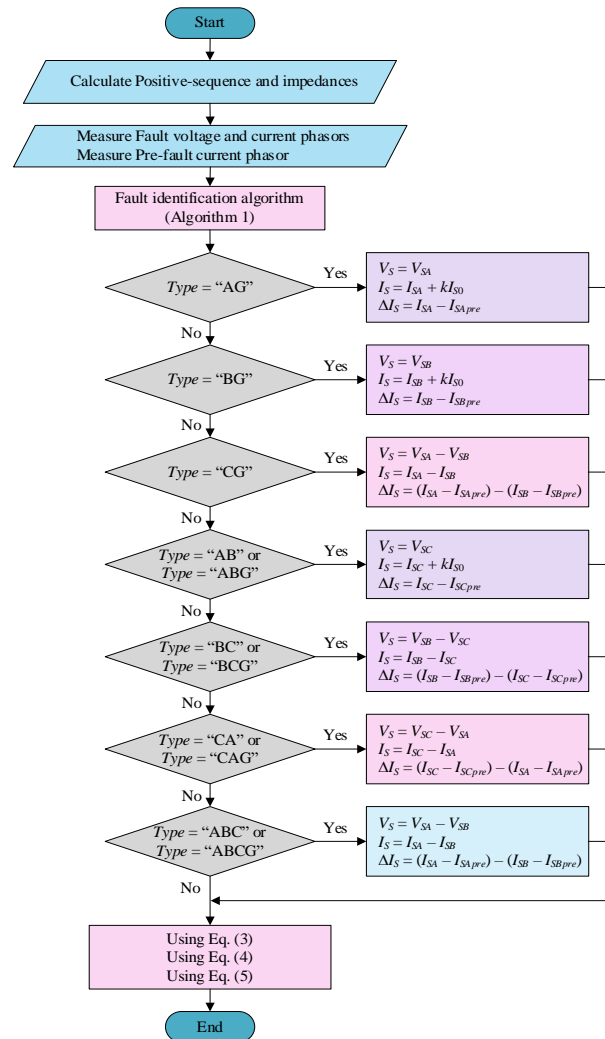 Start
Calculate Positive-sequence and impedances
Measure Fault voltage and current phasors
Measure Pre-fault current phasor
Fault identification algorithm
(Algorithm 1)
Type = “AG”
Yes
V_S = V_SA
I_S = I_SA + kI_S0
ΔI_S = I_SA − I_SApre
No
Type = “BG”
Yes
V_S = V_SB
I_S = I_SB + kI_S0
ΔI_S = I_SB − I_SBpre
No
Type = “CG”
Yes
V_S = V_SA − V_SB
I_S = I_SA − I_SB
ΔI_S = (I_SA − I_SApre) − (I_SB − I_SBpre)
No
Type = “AB” or
Type = “ABG”
Yes
V_S = V_SC
I_S = I_SC + kI_S0
ΔI_S = I_SC − I_SCpre
No
Type = “BC” or
Type = “BCG”
Yes
V_S = V_SB − V_SC
I_S = I_SB − I_SC
ΔI_S = (I_SB − I_SBpre) − (I_SC − I_SCpre)
No
Type = “CA” or
Type = “CAG”
Yes
V_S = V_SC − V_SA
I_S = I_SC − I_SA
ΔI_S = (I_SC − I_SCpre) − (I_SA − I_SApre)
No
Type = “ABC” or
Type = “ABCG”
Yes
V_S = V_SA − V_SB
I_S = I_SA − I_SB
ΔI_S = (I_SA − I_SApre) − (I_SB − I_SBpre)
No
Using Eq. (3)
Using Eq. (4)
Using Eq. (5)
End